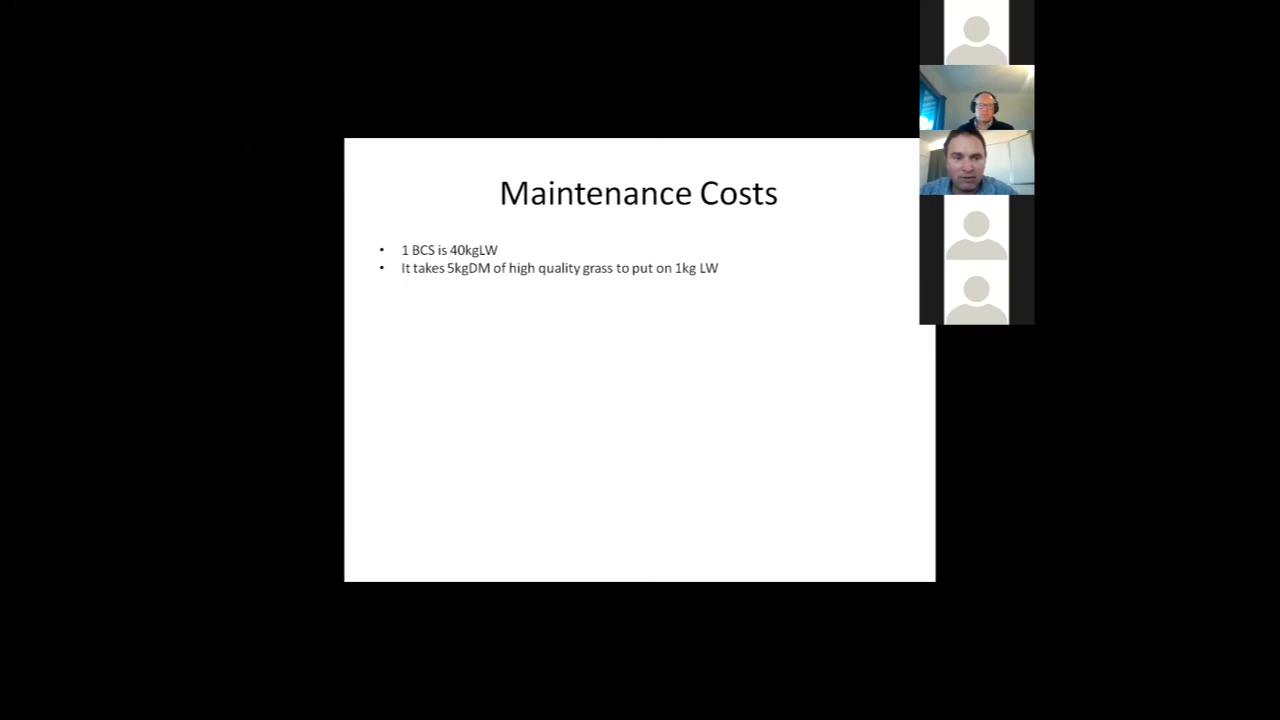 Maintenance Costs
• 1 BCS is 40kgLW
• It takes 5kgDM of high quality grass to put on 1kg LW